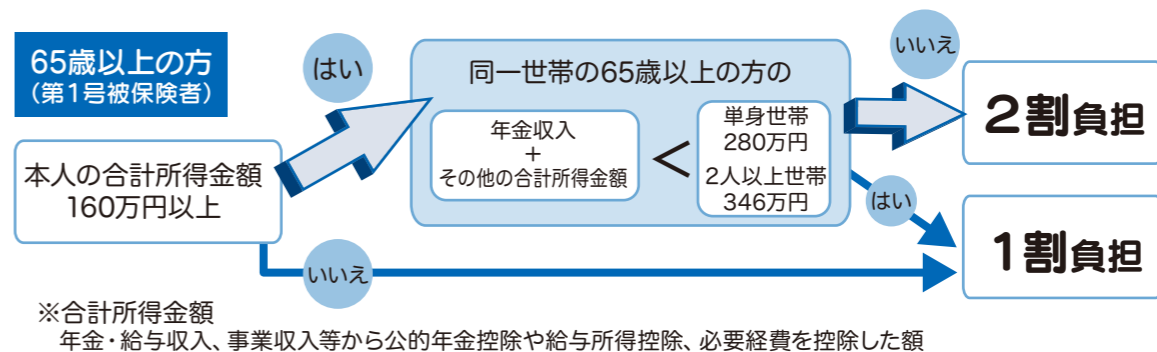 65歳以上の方
(第1号被保険者)
本人の合計所得金額
160万円以上
はい
同一世帯の65歳以上の方の
年金収入
+
その他の合計所得金額
<
単身世帯
280万円
2人以上世帯
346万円
いいえ
2割負担
はい
1割負担
いいえ
※合計所得金額
年金・給与収入、事業収入等から公的年金控除や給与所得控除、必要経費を控除した額